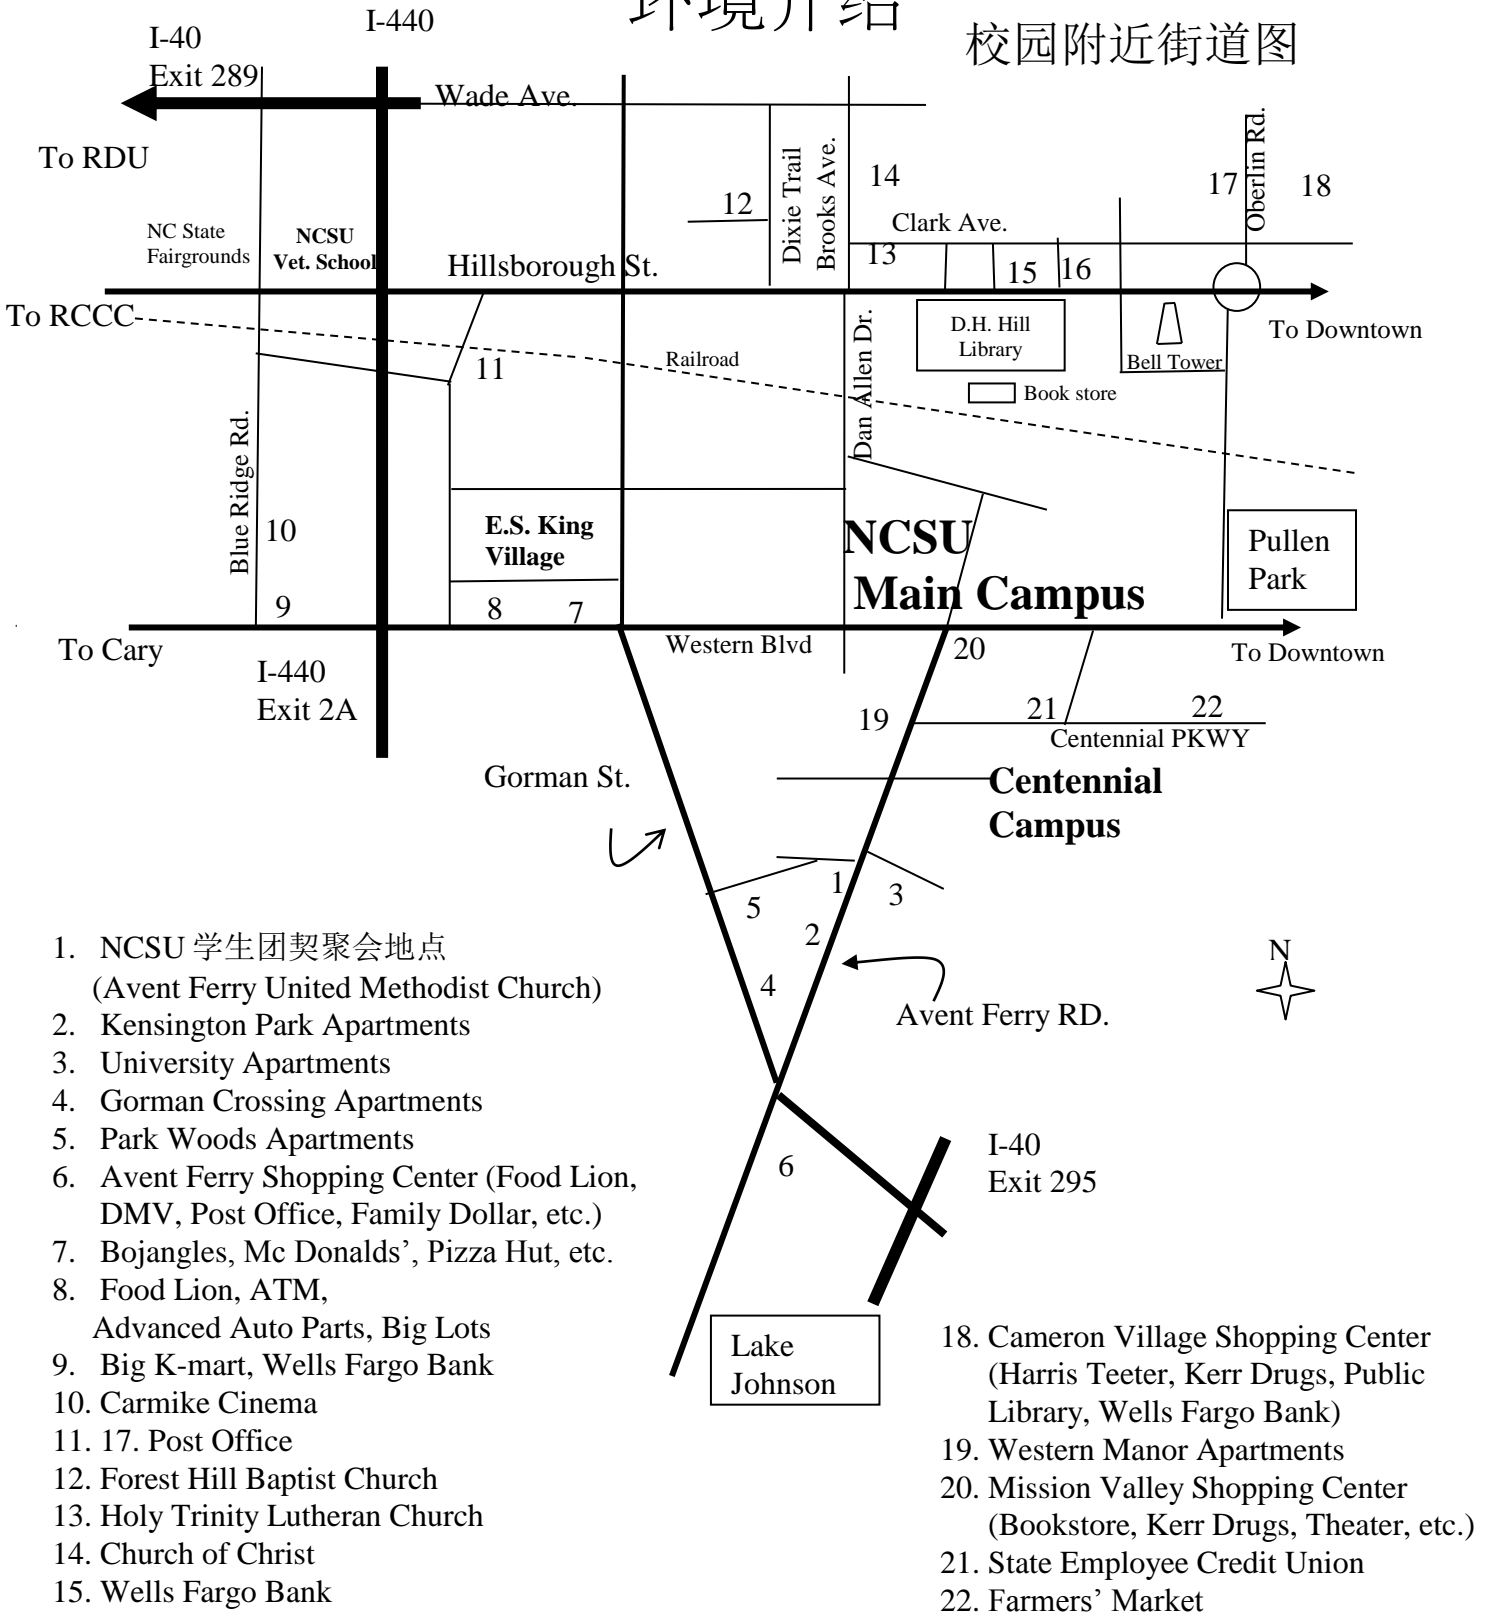 环境介绍
校园附近街道图
I-440
I-40
Exit 289
Wade Ave.
To RDU
Dixie Trail
Brooks Ave.
14
17
Oberlin Rd.
18
12
NC State
Fairgrounds
NCSU
Vet. School
Clark Ave.
13
15
16
Hillsborough St.
To RCCC
To Downtown
D.H. Hill
Library
Bell Tower
Railroad
11
Dan Allen Dr.
Book store
Blue Ridge Rd.
10
E.S. King
Village
NCSU
Main Campus
Pullen
Park
9
8
7
To Cary
Western Blvd
20
To Downtown
I-440
Exit 2A
19
21
22
Centennial PKWY
Gorman St.
Centennial
Campus
1
3
5
2
4
N
Avent Ferry RD.
6
I-40
Exit 295
Lake
Johnson
1. NCSU 学生团契聚会地点
(Avent Ferry United Methodist Church)
2. Kensington Park Apartments
3. University Apartments
4. Gorman Crossing Apartments
5. Park Woods Apartments
6. Avent Ferry Shopping Center (Food Lion,
DMV, Post Office, Family Dollar, etc.)
7. Bojangles, Mc Donalds’, Pizza Hut, etc.
8. Food Lion, ATM,
Advanced Auto Parts, Big Lots
9. Big K-mart, Wells Fargo Bank
10. Carmike Cinema
11. 17. Post Office
12. Forest Hill Baptist Church
13. Holy Trinity Lutheran Church
14. Church of Christ
15. Wells Fargo Bank
18. Cameron Village Shopping Center
(Harris Teeter, Kerr Drugs, Public
Library, Wells Fargo Bank)
19. Western Manor Apartments
20. Mission Valley Shopping Center
(Bookstore, Kerr Drugs, Theater, etc.)
21. State Employee Credit Union
22. Farmers’ Market